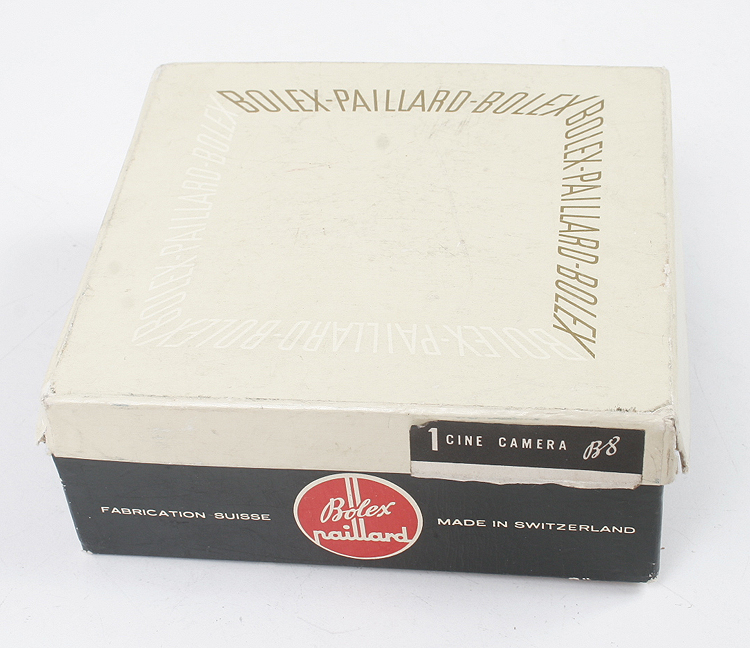 BOLEX-PAILLARD-BOLEX
BOLEX-PAILLARD-BOLEX
BOLEX-PAILLARD-BOLEX
BOLEX-PAILLARD-BOLEX
1 CINE CAMERA B8
FABRICATION SUISSE
Bolex
paillard
MADE IN SWITZERLAND